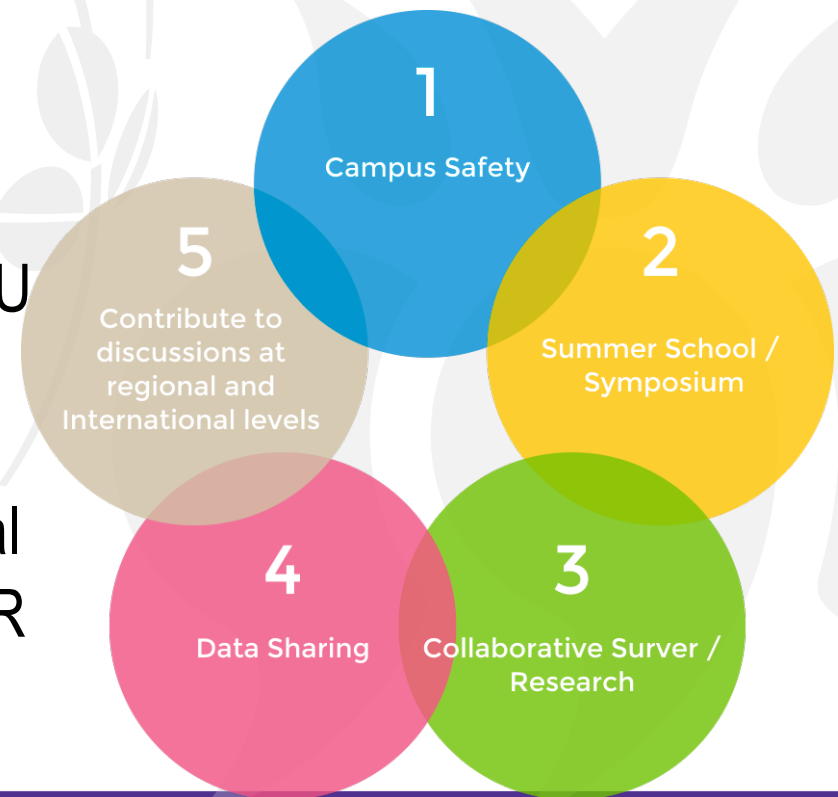 1
Campus Safety
2
Summer School /
Symposium
3
Collaborative Surver /
Research
4
Data Sharing
5
Contribute to
discussions at
regional and
International levels
U
al
R